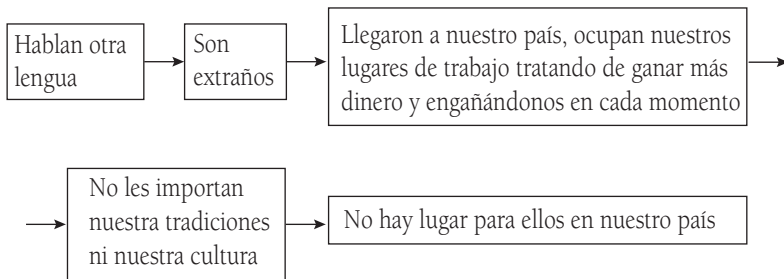 Hablan otra
lengua
Son
extraños
Llegaron a nuestro país, ocupan nuestros
lugares de trabajo tratando de ganar más
dinero y engañándonos en cada momento
No les importan
nuestra tradiciones
ni nuestra cultura
No hay lugar para ellos en nuestro país